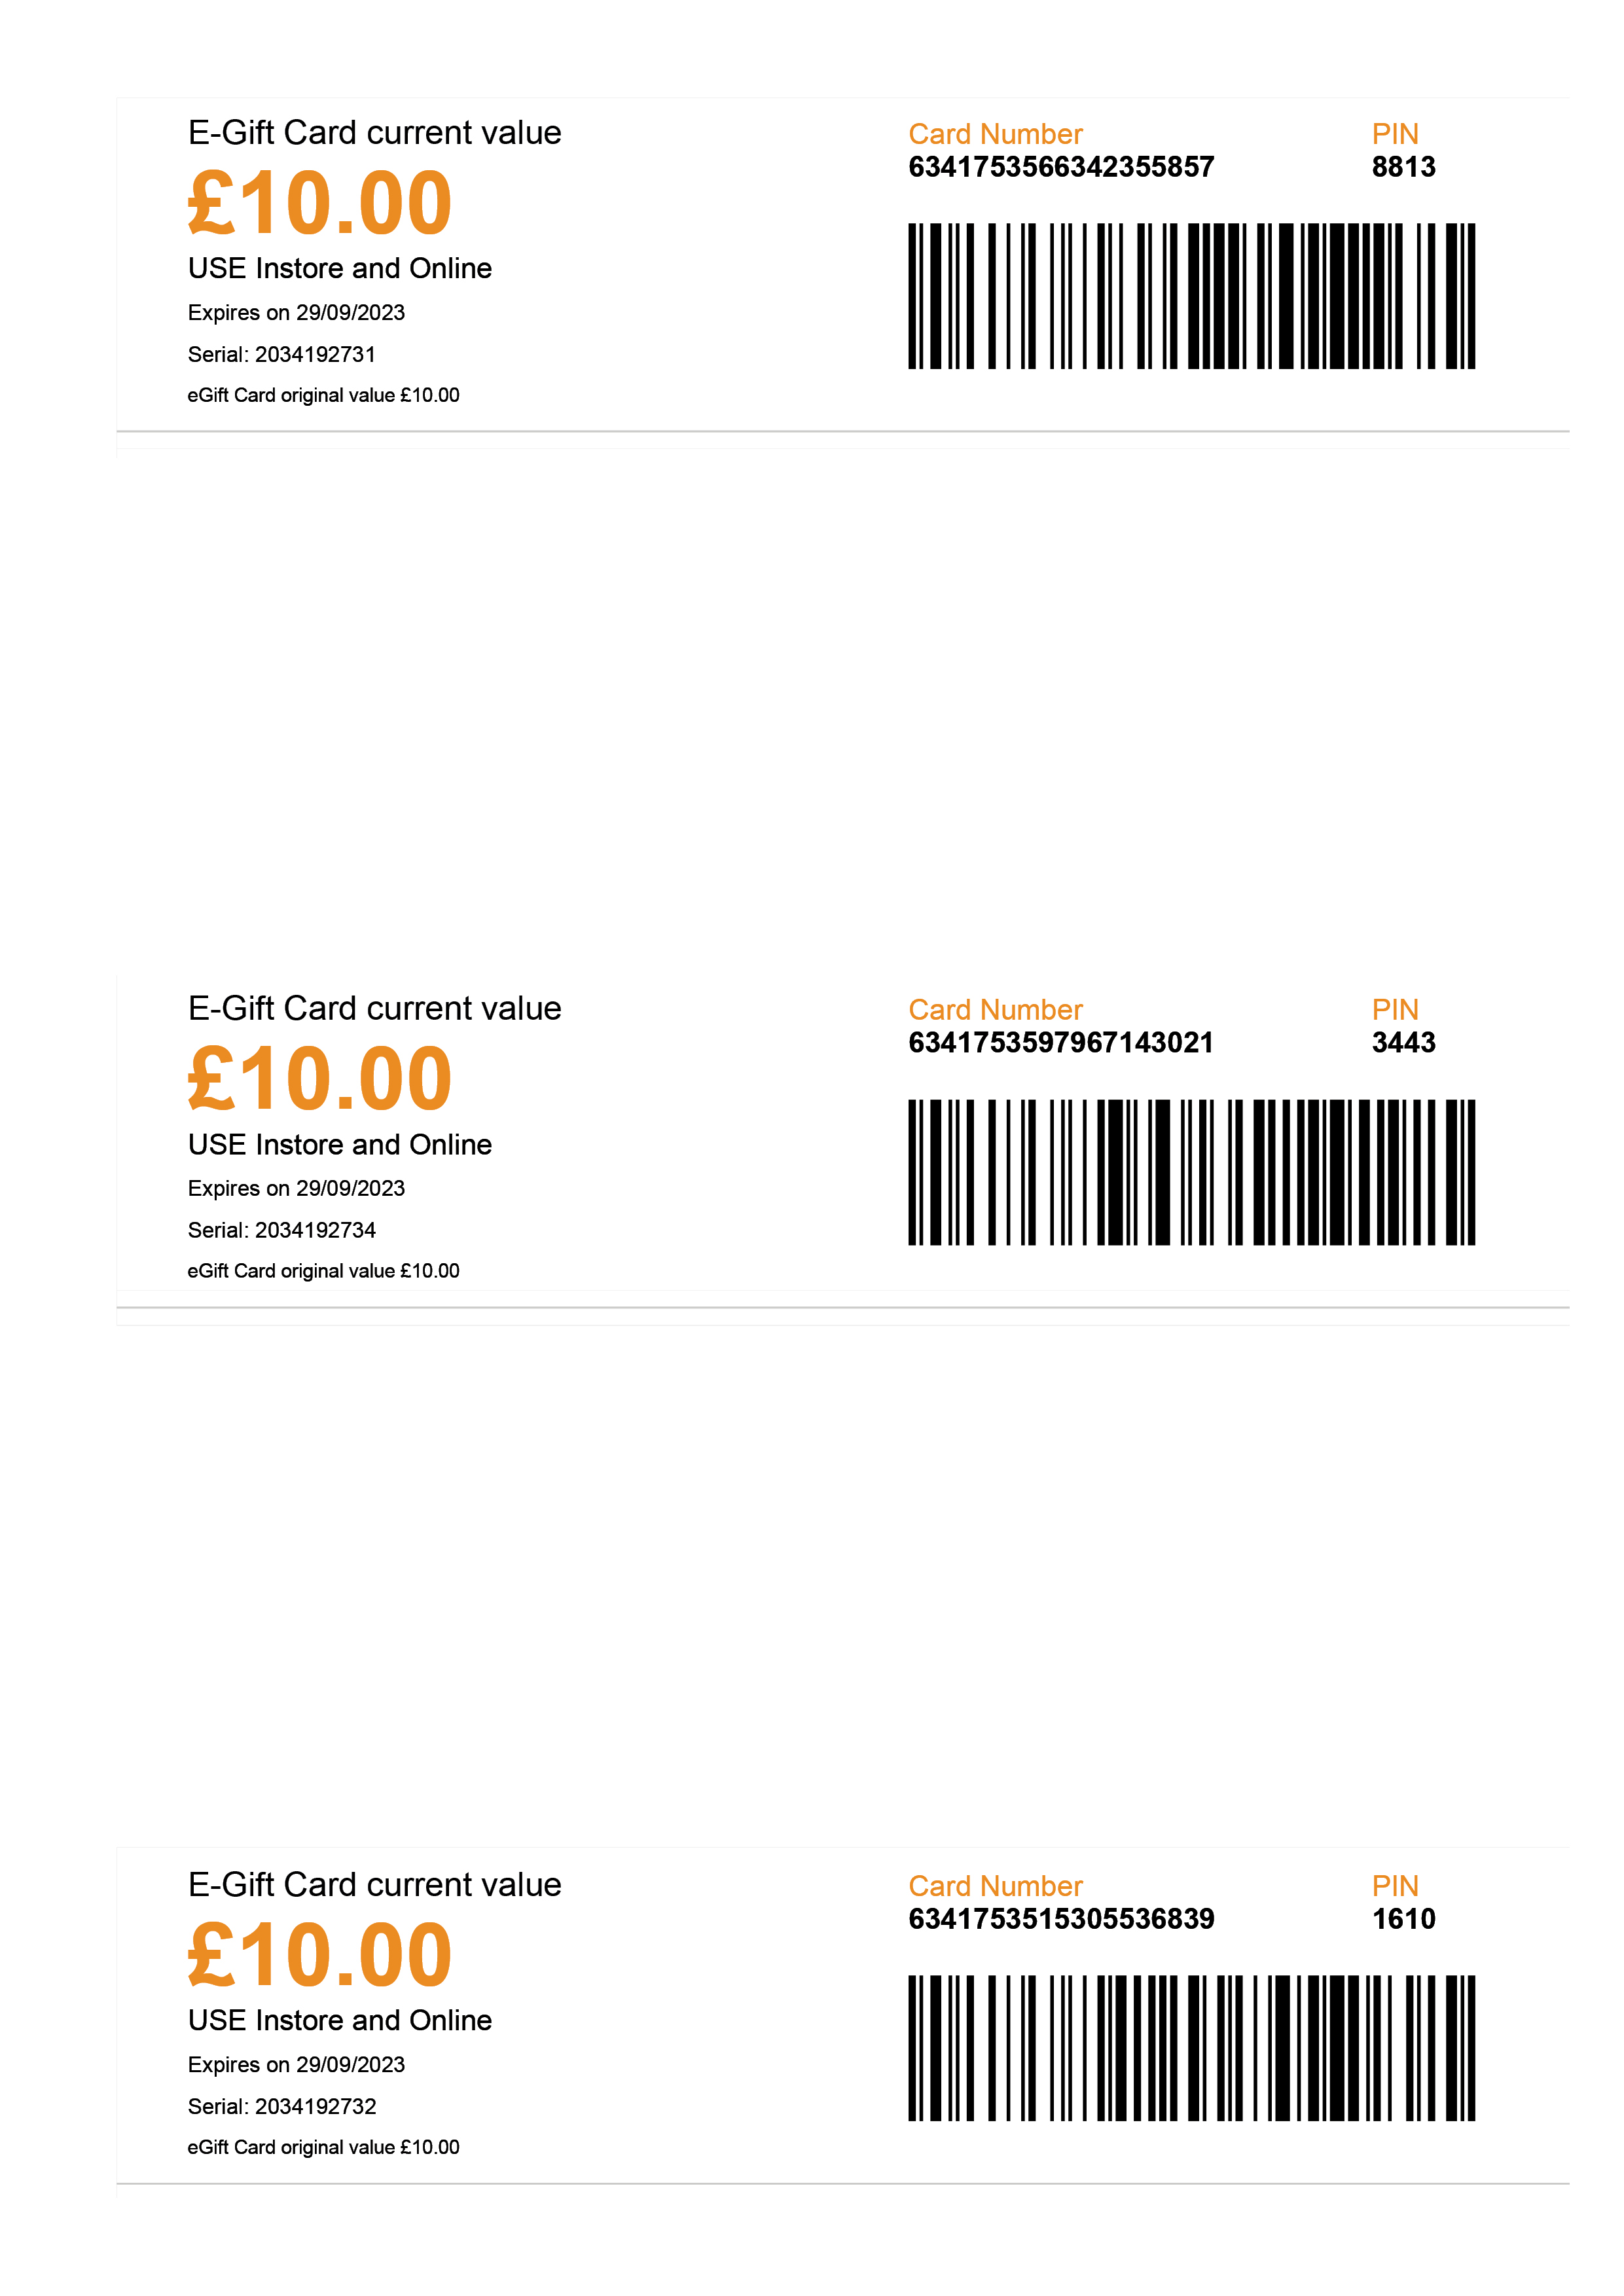 E-Gift Card current value
£10.00
USE Instore and Online
Expires on 29/09/2023
Serial: 2034192731
eGift Card original value £10.00
Card Number PIN
6341753566342355857 8813
E-Gift Card current value
£10.00
USE Instore and Online
Expires on 29/09/2023
Serial: 2034192734
eGift Card original value £10.00
Card Number PIN
6341753597967143021 3443
E-Gift Card current value
£10.00
USE Instore and Online
Expires on 29/09/2023
Serial: 2034192732
eGift Card original value £10.00
Card Number PIN
6341753515305536839 1610